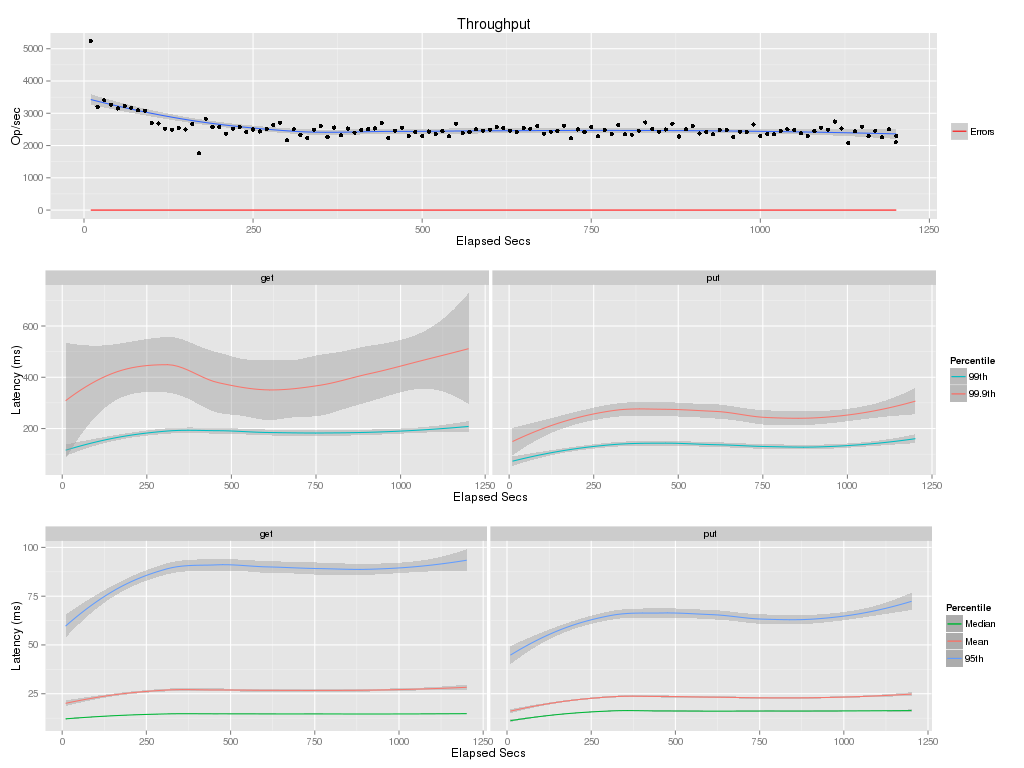 Throughput
5000
4000
3000
2000
1000
0
Op/sec
0 250 500 750 1000 1250
Elapsed Secs
Errors
get put
600
400
200
Latency (ms)
0 250 500 750 1000 1250 0 250 500 750 1000 1250
Elapsed Secs
Percentile
99th
99.9th
get put
100
75
50
25
Latency (ms)
0 250 500 750 1000 1250 0 250 500 750 1000 1250
Elapsed Secs
Percentile
Median
Mean
95th